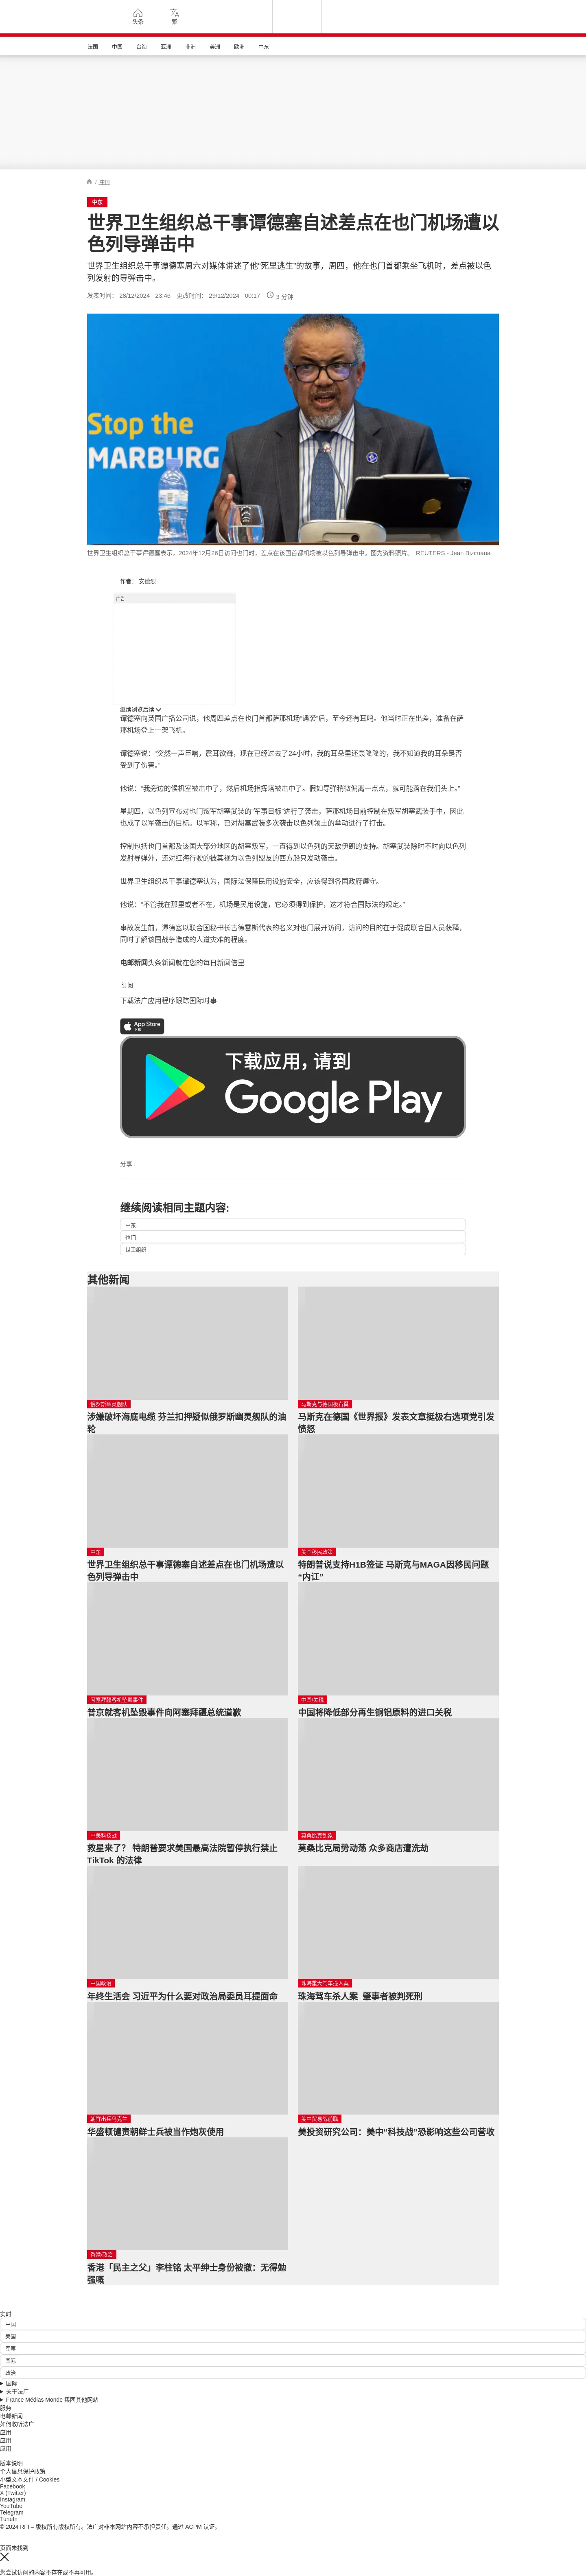 头条
繁
法国
中国
台海
亚洲
非洲
美洲
欧洲
中东
/ 中国
中东
世界卫生组织总干事谭德塞自述差点在也门机场遭以
色列导弹击中
世界卫生组织总干事谭德塞周六对媒体讲述了他“死里逃生”的故事，周四，他在也门首都乘坐飞机时，差点被以色
列发射的导弹击中。
发表时间： 28/12/2024 - 23:46 更改时间： 29/12/2024 - 00:17 3 分钟
Stop the
MARBURG
世界卫生组织总干事谭德塞表示，2024年12月26日访问也门时，差点在该国首都机场被以色列导弹击中。图为资料照片。 REUTERS - Jean Bizimana
作者： 安德烈
广告
继续浏览后续
谭德塞向英国广播公司说，他周四差点在也门首都萨那机场“遇袭”后，至今还有耳鸣。他当时正在出差，准备在萨
那机场登上一架飞机。
谭德塞说：“突然一声巨响，震耳欲聋，现在已经过去了24小时，我的耳朵里还轰隆隆的，我不知道我的耳朵是否
受到了伤害。”
他说：“我旁边的候机室被击中了，然后机场指挥塔被击中了。假如导弹稍微偏离一点点，就可能落在我们头上。”
星期四，以色列宣布对也门叛军胡塞武装的“军事目标”进行了袭击，萨那机场目前控制在叛军胡塞武装手中，因此
也成了以军袭击的目标。以军称，已对胡塞武装多次袭击以色列领土的举动进行了打击。
控制包括也门首都及该国大部分地区的胡塞叛军，一直得到以色列的天敌伊朗的支持。胡塞武装除时不时向以色列
发射导弹外，还对红海行驶的被其视为以色列盟友的西方船只发动袭击。
世界卫生组织总干事谭德塞认为，国际法保障民用设施安全，应该得到各国政府遵守。
他说：“不管我在那里或者不在，机场是民用设施，它必须得到保护，这才符合国际法的规定。”
事故发生前，谭德塞以联合国秘书长古德雷斯代表的名义对也门展开访问，访问的目的在于促成联合国人员获释，
同时了解该国战争造成的人道灾难的程度。
电邮新闻头条新闻就在您的每日新闻信里
订阅
下载法广应用程序跟踪国际时事
App Store
下载
下载应用，请到
Google Play
分享 :
继续阅读相同主题内容:
中东
也门
世卫组织
其他新闻
俄罗斯幽灵舰队
涉嫌破坏海底电缆 芬兰扣押疑似俄罗斯幽灵舰队的油
轮
马斯克与德国极右翼
马斯克在德国《世界报》发表文章挺极右选项党引发
愤怒
中东
世界卫生组织总干事谭德塞自述差点在也门机场遭以
色列导弹击中
美国移民政策
特朗普说支持H1B签证 马斯克与MAGA因移民问题
“内讧”
阿塞拜疆客机坠毁事件
普京就客机坠毁事件向阿塞拜疆总统道歉
中国/关税
中国将降低部分再生铜铝原料的进口关税
中美科技战
救星来了？ 特朗普要求美国最高法院暂停执行禁止
TikTok 的法律
莫桑比克乱象
莫桑比克局势动荡 众多商店遭洗劫
中国政治
年终生活会 习近平为什么要对政治局委员耳提面命
珠海重大驾车撞人案
珠海驾车杀人案 肇事者被判死刑
朝鲜出兵乌克兰
华盛顿谴责朝鲜士兵被当作炮灰使用
美中贸易战前瞻
美投资研究公司：美中“科技战”恐影响这些公司营收
香港/政治
香港「民主之父」李柱铭 太平绅士身份被撤：无得勉
强嘅
实时
中国
美国
军事
国际
政治
国际
关于法广
France Médias Monde 集团其他网站
服务
电邮新闻
如何收听法广
应用
应用
应用
版本说明
个人信息保护政策
小型文本文件 / Cookies
Facebook
X (Twitter)
Instagram
YouTube
Telegram
TuneIn
© 2024 RFI – 版权所有版权所有。法广对非本网站内容不承担责任。通过 ACPM 认证。
页面未找到
您尝试访问的内容不存在或不再可用。